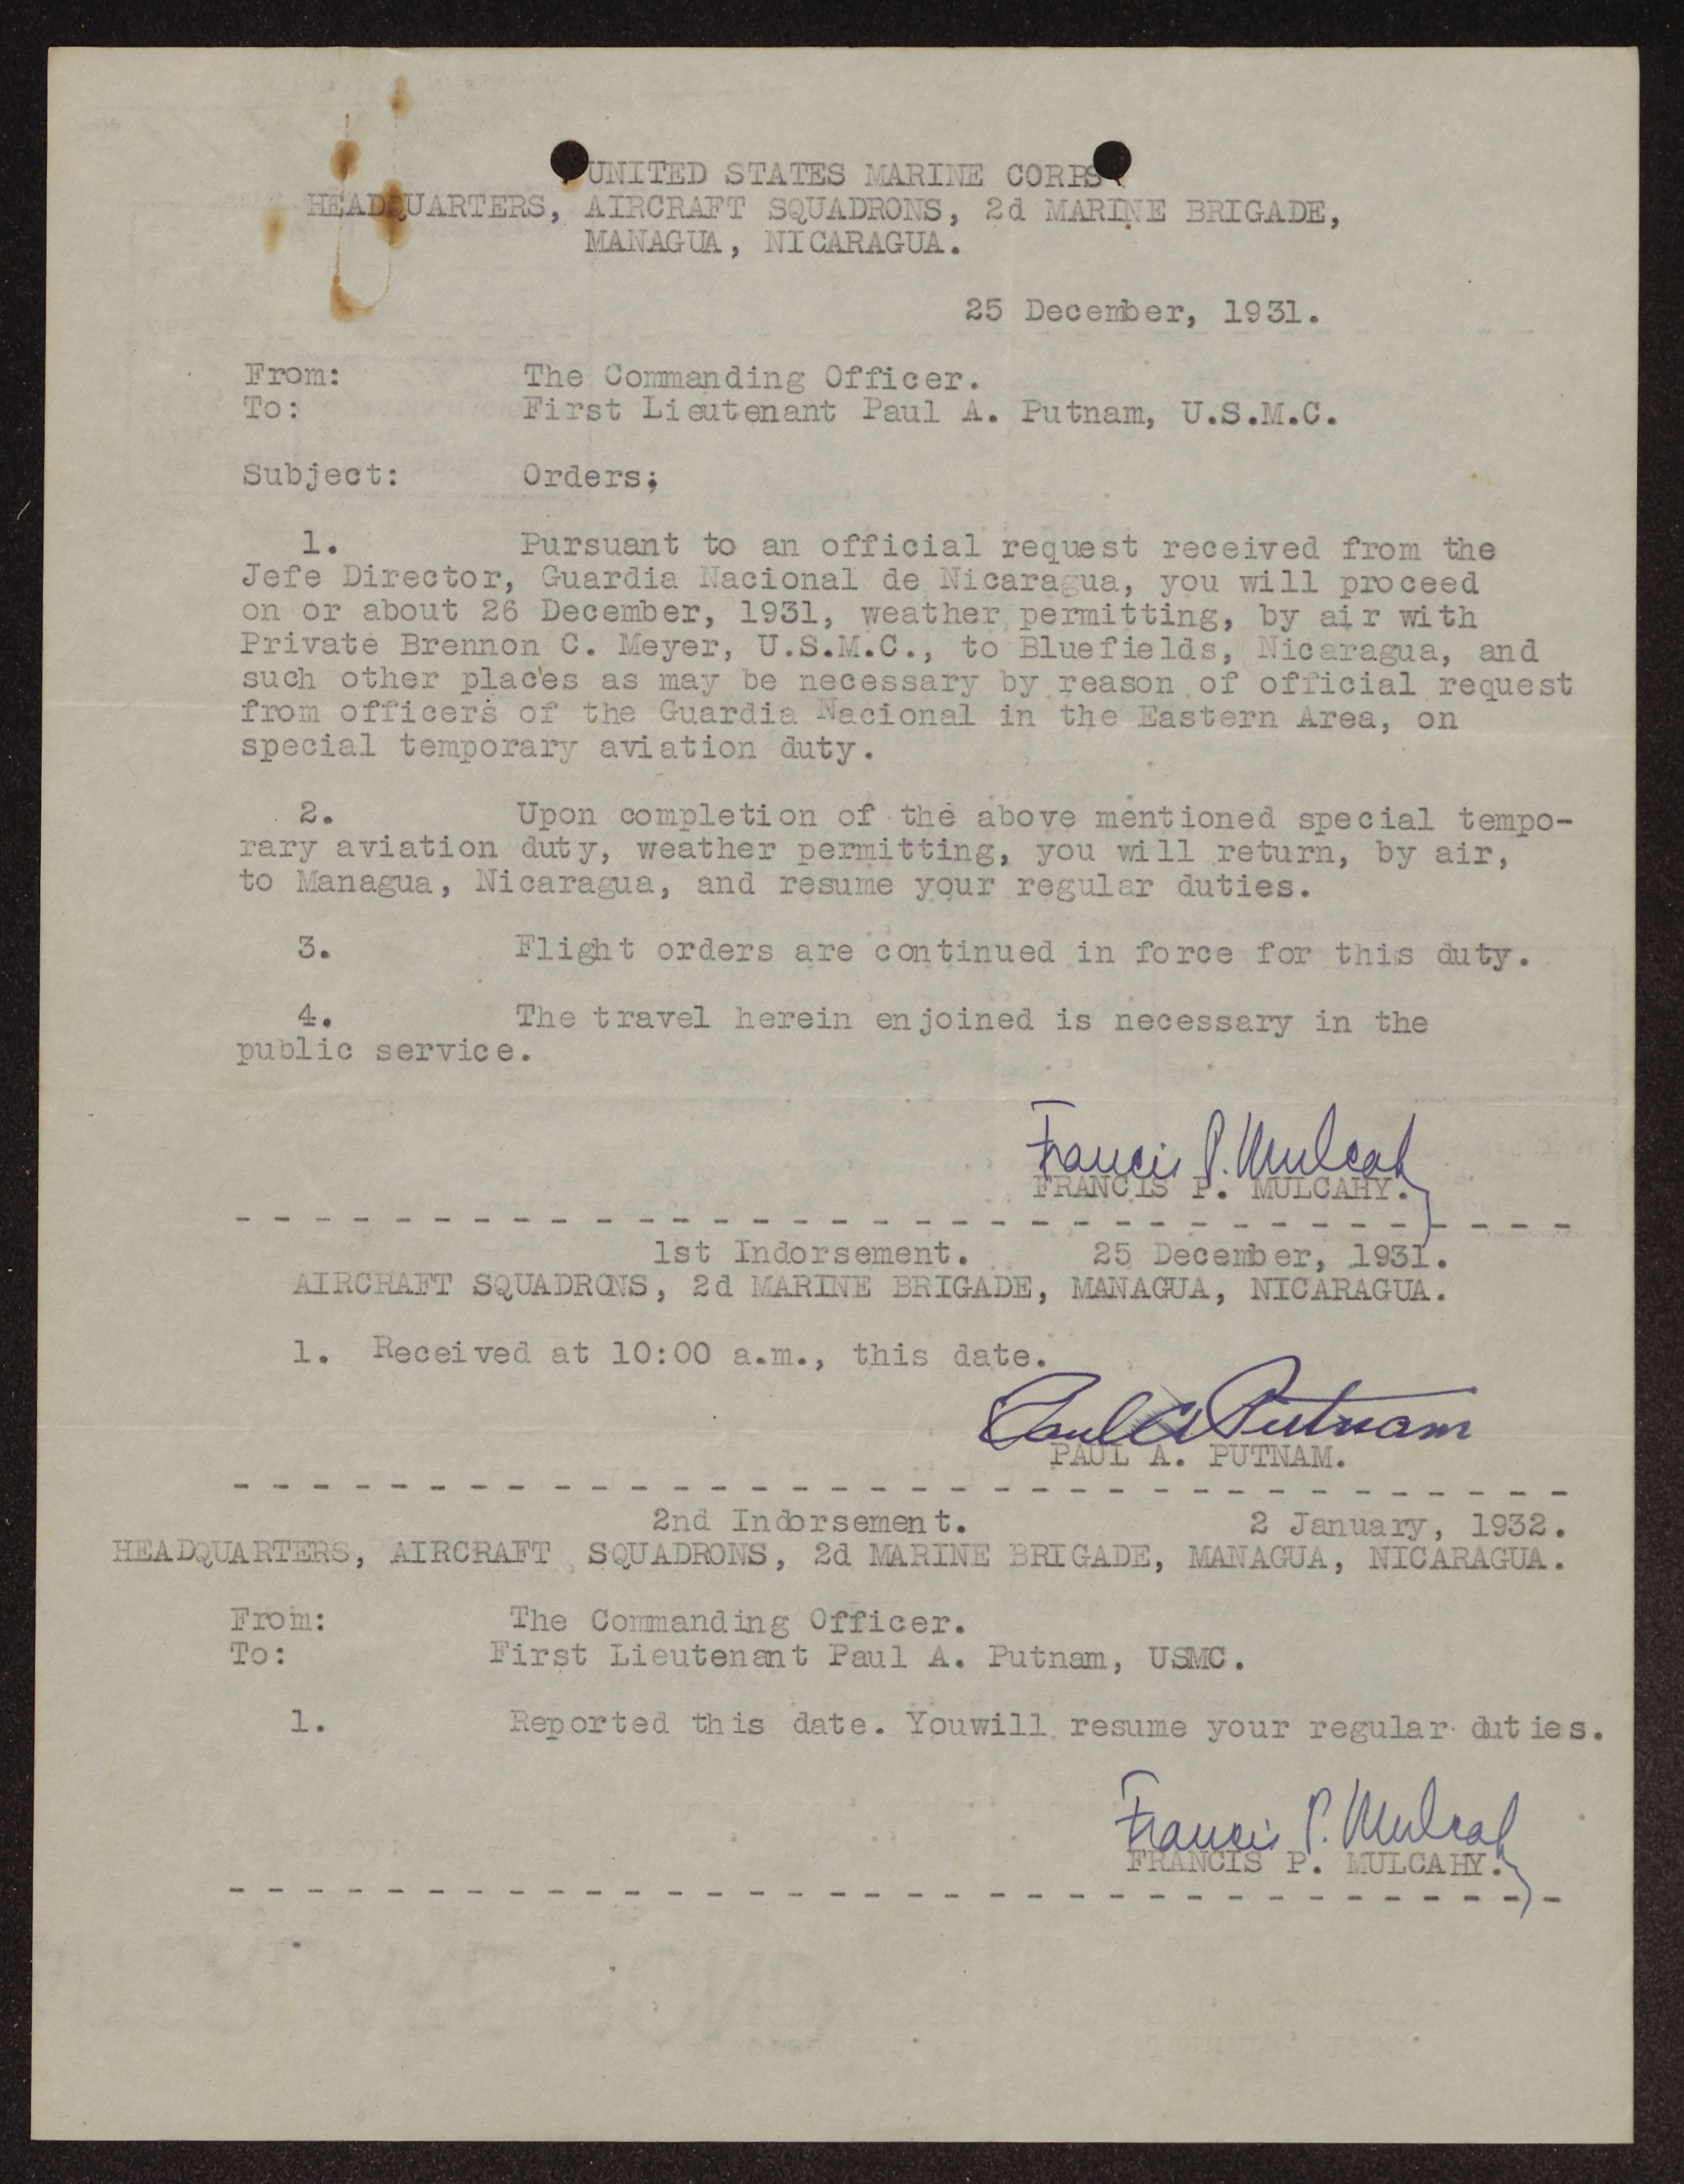 UNITED STATES MARINE CORPS
HEADQUARTERS, AIRCRAFT SQUADRONS, 2d MARINE BRIGADE,
MANAGUA, NICARAGUA.
25 December, 1931.
From: The Commanding Officer.
To: First Lieutenant Paul A. Putnam, U.S.M.C.
Subject: Orders;
1. Pursuant to an official request received from the
Jefe Director, Guardia Nacional de Nicaragua, you will proceed
on or about 26 December, 1931, weather permitting, by air with
Private Brennon C. Meyer, U.S.M.C., to Bluefields, Nicaragua, and
such other places as may be necessary by reason of official request
from officers of the Guardia Nacional in the Eastern Area, on
special temporary aviation duty.
2. Upon completion of the above mentioned special tempo-
rary aviation duty, weather permitting, you will return, by air,
to Managua, Nicaragua, and resume your regular duties.
3. Flight orders are continued in force for this duty.
4. The travel herein enjoined is necessary in the
public service.
Francis P. Mulcahy
FRANCIS P. MULCAHY.
1st Indorsement. 25 December, 1931.
AIRCRAFT SQUADRONS, 2d MARINE BRIGADE, MANAGUA, NICARAGUA.
1. Received at 10:00 a.m., this date.
Paul A Putnam
PAUL A. PUTNAM.
2nd Indorsement. 2 January, 1932.
HEADQUARTERS, AIRCRAFT SQUADRONS, 2d MARINE BRIGADE, MANAGUA, NICARAGUA.
From: The Commanding Officer.
To: First Lieutenant Paul A. Putnam, USMC.
1. Reported this date. Youwill resume your regular duties.
Francis P. Mulcahy
FRANCIS P. MULCAHY.